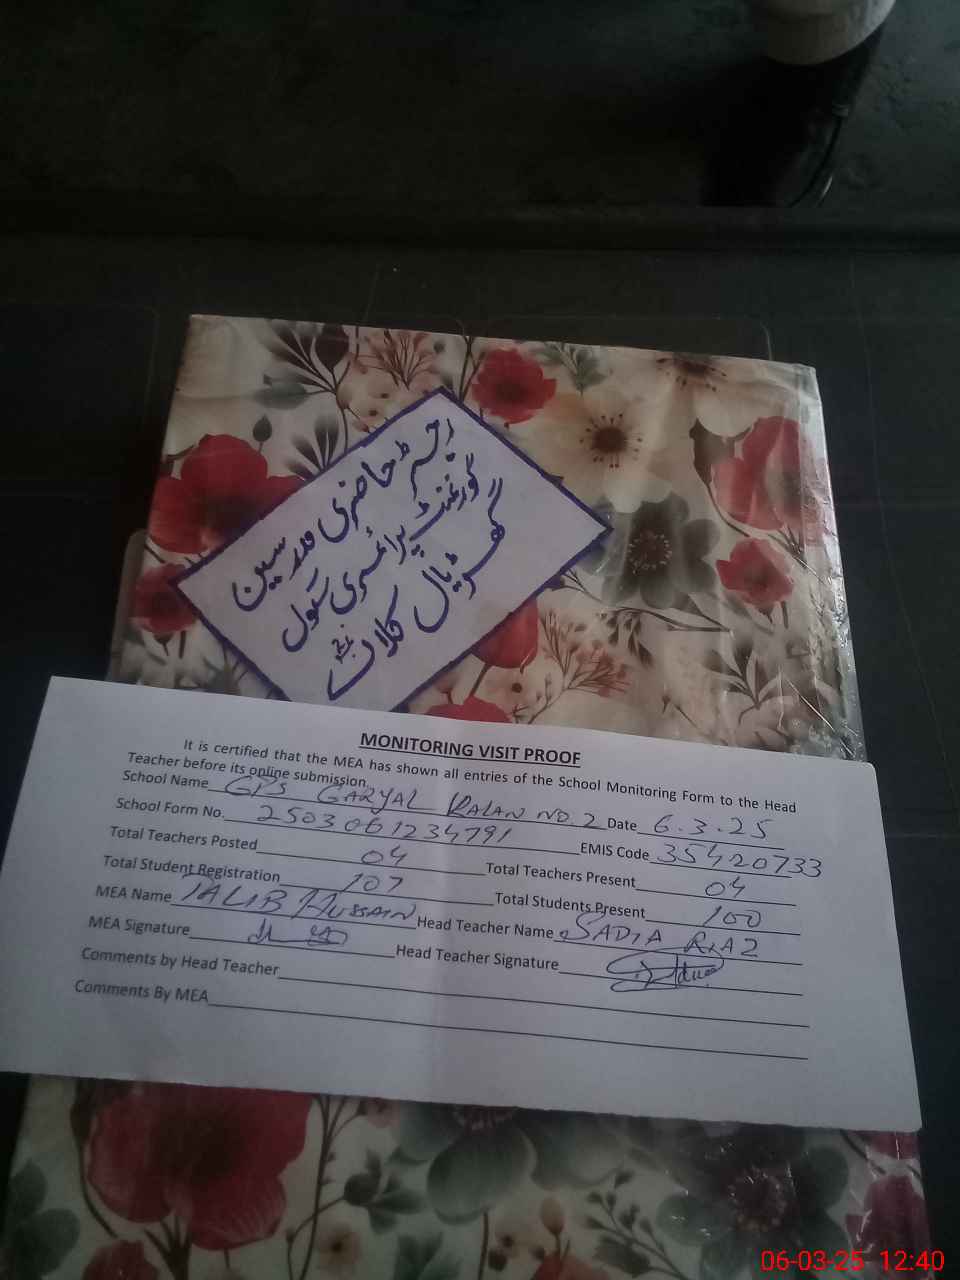 رجسٹر حاضری مدرسین
گورنمنٹ پرائمری سکول
گھڑیال کلاں نمبر2
MONITORING VISIT PROOF
It is certified that the MEA has shown all entries of the School Monitoring Form to the Head
Teacher before its online submission.
School Name GPS GARYAL KALAN NO. 2 Date 6.3.25
School Form No. 2503061234791 EMIS Code 35420733
Total Teachers Posted 04 Total Teachers Present 04
Total Student Registration 107 Total Students Present 100
MEA Name TALIB HUSSAIN Head Teacher Name SADIA RIAZ
MEA Signature Head Teacher Signature
Comments by Head Teacher
Comments By MEA
06-03-25 12:40